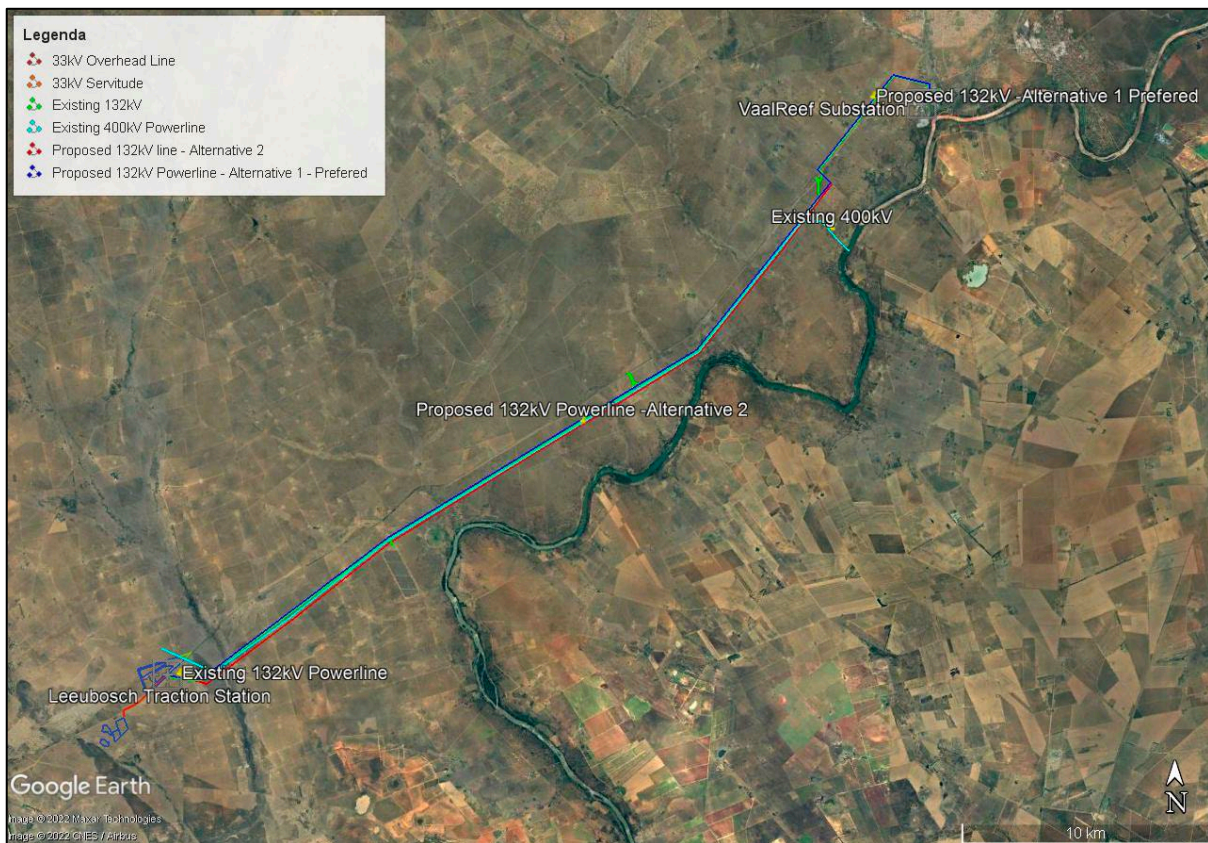 Legenda
33kV Overhead Line
33kV Servitude
Existing 132kV
Existing 400kV Powerline
Proposed 132kV line - Alternative 2
Proposed 132kV Powerline - Alternative 1 - Prefered
Proposed 132kV -Alternative 1 Prefered
VaalReef Substation
Existing 400kV
Proposed 132kV Powerline -Alternative 2
Existing 132kV Powerline
Leeubosch Traction Station
Google Earth
Image © 2022 Maxar Technologies
Image © 2022 CNES / Airbus
N
10 km